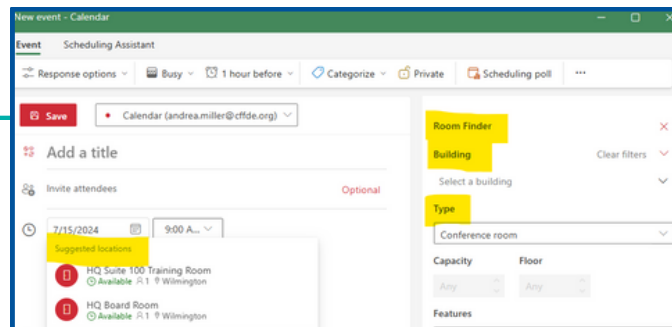 New event - Calendar
Event Scheduling Assistant
Response options Busy 1 hour before Categorize Private Scheduling poll ...
Save Calendar (andrea.miller@cffde.org)
Add a title
Invite attendees Optional
7/15/2024 9:00 A...
Suggested locations
HQ Suite 100 Training Room
Available 1 Wilmington
HQ Board Room
Available 1 Wilmington
Room Finder
Building Clear filters
Select a building
Type
Conference room
Capacity Floor
Any Any
Features